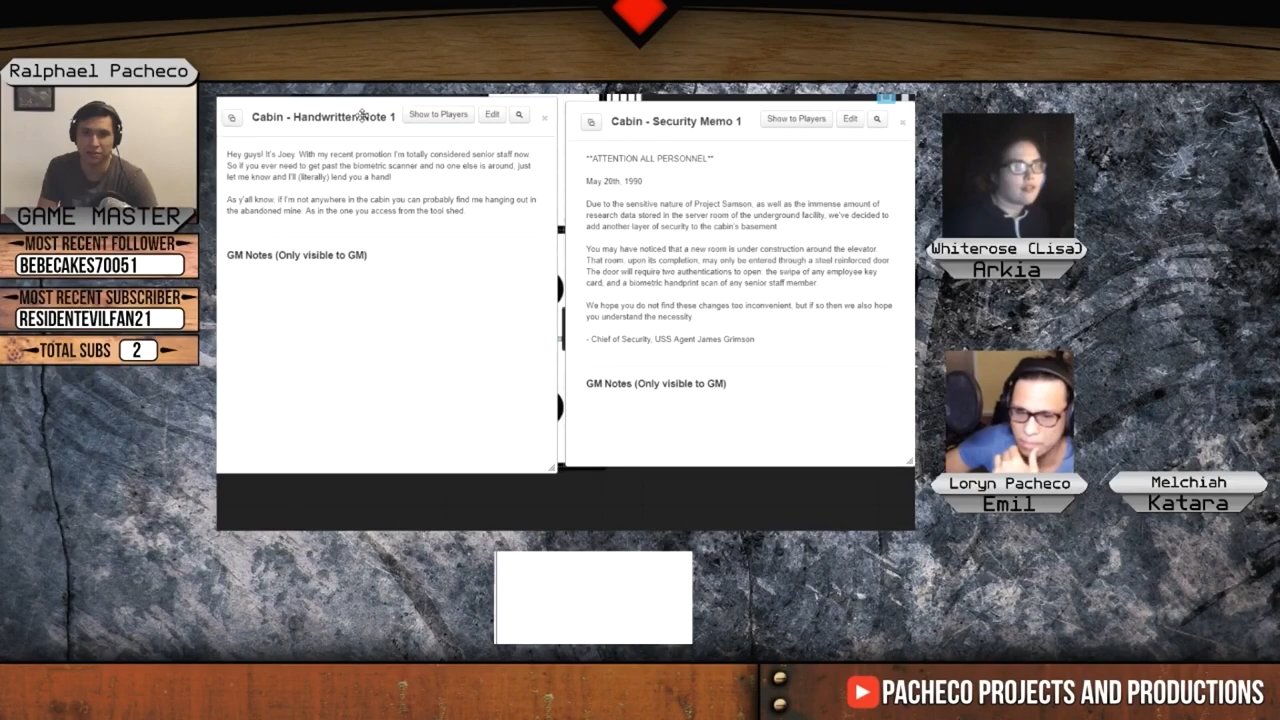 Ralphael Pacheco
GAME MASTER
MOST RECENT FOLLOWER
BEBECAKES70051
MOST RECENT SUBSCRIBER
RESIDENTEVILFAN21
TOTAL SUBS 2
Cabin - Handwritten Note 1
Show to Players
Edit
Hey guys! It's Joey. With my recent promotion I'm totally considered senior staff now.
So if you ever need to get past the biometric scanner and no one else is around, just
let me know and I'll (literally) lend you a hand!
As y'all know, if I'm not anywhere in the cabin you can probably find me hanging out in
the abandoned mine. As in the one you access from the tool shed.
GM Notes (Only visible to GM)
Cabin - Security Memo 1
Show to Players
Edit
**ATTENTION ALL PERSONNEL**
May 20th, 1990
Due to the sensitive nature of Project Samson, as well as the immense amount of
research data stored in the server room of the underground facility, we've decided to
add another layer of security to the cabin's basement.
You may have noticed that a new room is under construction around the elevator.
That room, upon its completion, may only be entered through a steel reinforced door.
The door will require two authentications to open: the swipe of any employee key
card, and a biometric handprint scan of any senior staff member.
We hope you do not find these changes too inconvenient, but if so then we also hope
you understand the necessity.
- Chief of Security, USS Agent James Grimson
GM Notes (Only visible to GM)
Whiterose (Lisa)
Arkia
Loryn Pacheco
Emil
Melchiah
Katara
PACHECO PROJECTS AND PRODUCTIONS